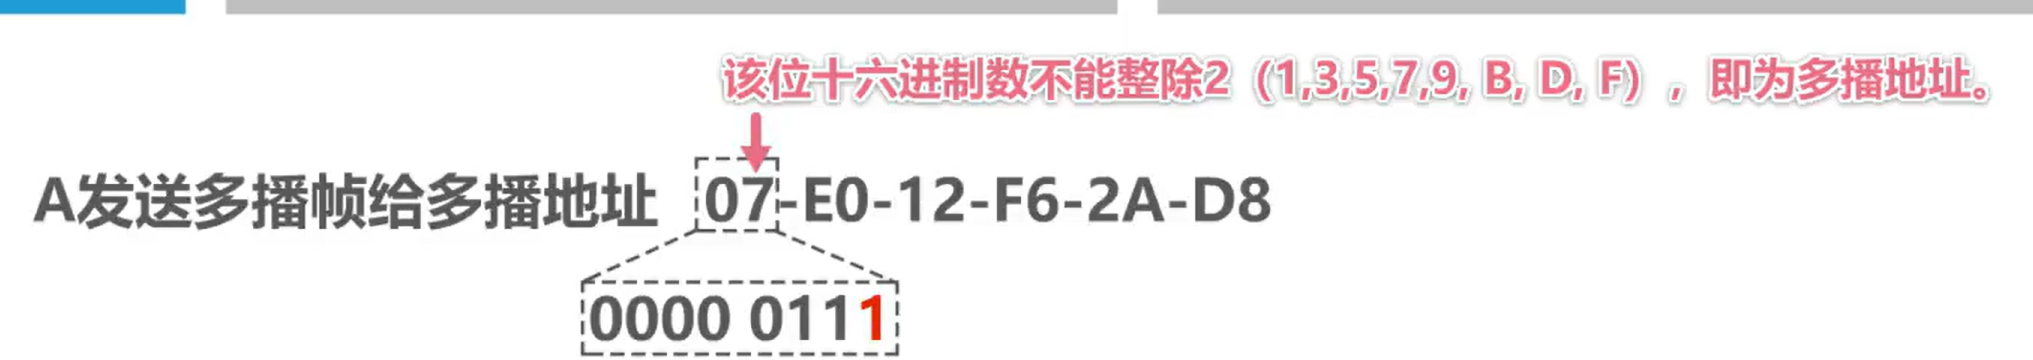 该位十六进制数不能整除2（1,3,5,7,9, B, D, F），即为多播地址。
A发送多播帧给多播地址 07-E0-12-F6-2A-D8
0000 0111